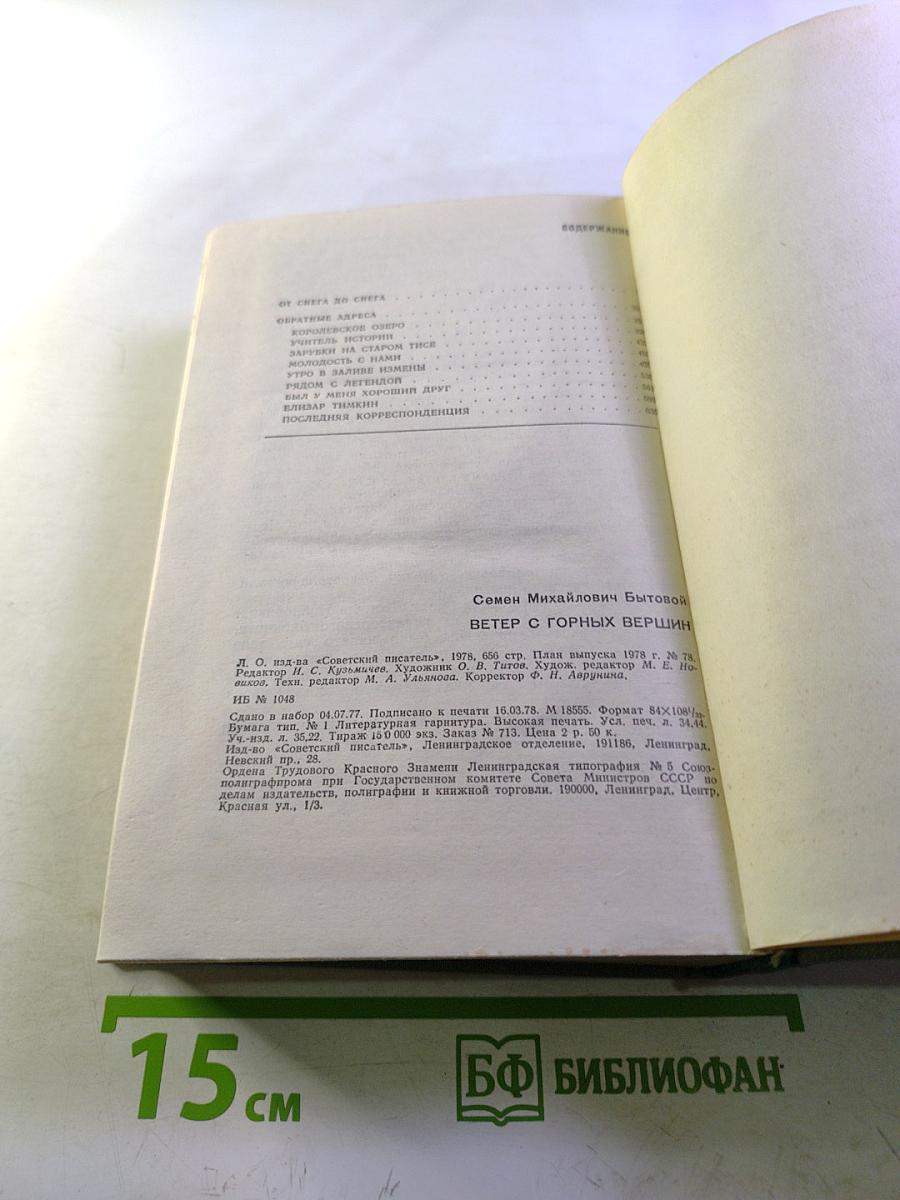 СОДЕРЖАНИЕ
ОТ СНЕГА ДО СНЕГА
ОБРАТНЫЕ АДРЕСА
КОРОЛЕВСКОЕ ОЗЕРО
УЧИТЕЛЬ ИСТОРИИ
ЗАРУБКИ НА СТАРОМ ТИСЕ
МОЛОДОСТЬ С НАМИ
УТРО В ЗАЛИВЕ ИЗМЕНЫ
РЯДОМ С ЛЕГЕНДОЙ
БЫЛ У МЕНЯ ХОРОШИЙ ДРУГ
ЕЛИЗАР ТИМКИН
ПОСЛЕДНЯЯ КОРРЕСПОНДЕНЦИЯ
Семен Михайлович Бытовой
ВЕТЕР С ГОРНЫХ ВЕРШИН
Л. О. изд-ва «Советский писатель», 1978, 656 стр. План выпуска 1978 г. № 78.
Редактор И. С. Кузьмичев. Художник О. В. Титов. Худож. редактор М. Е. Но-
виков. Техн. редактор М. А. Ульянова. Корректор Ф. Н. Аврунина.
ИБ № 1048
Сдано в набор 04.07.77. Подписано к печати 16.03.78. М 18555. Формат 84×108¹/₃₂.
Бумага тип. № 1 Литературная гарнитура. Высокая печать. Усл. печ. л. 34,44.
Уч.-изд. л. 35,22. Тираж 150 000 экз. Заказ № 713. Цена 2 р. 50 к.
Изд-во «Советский писатель», Ленинградское отделение, 191186, Ленинград,
Невский пр., 28.
Ордена Трудового Красного Знамени Ленинградская типография № 5 Союз-
полиграфпрома при Государственном комитете Совета Министров СССР по
делам издательств, полиграфии и книжной торговли. 190000, Ленинград, Центр,
Красная ул., 1/3.
15 см
БФ БИБЛИОФАН